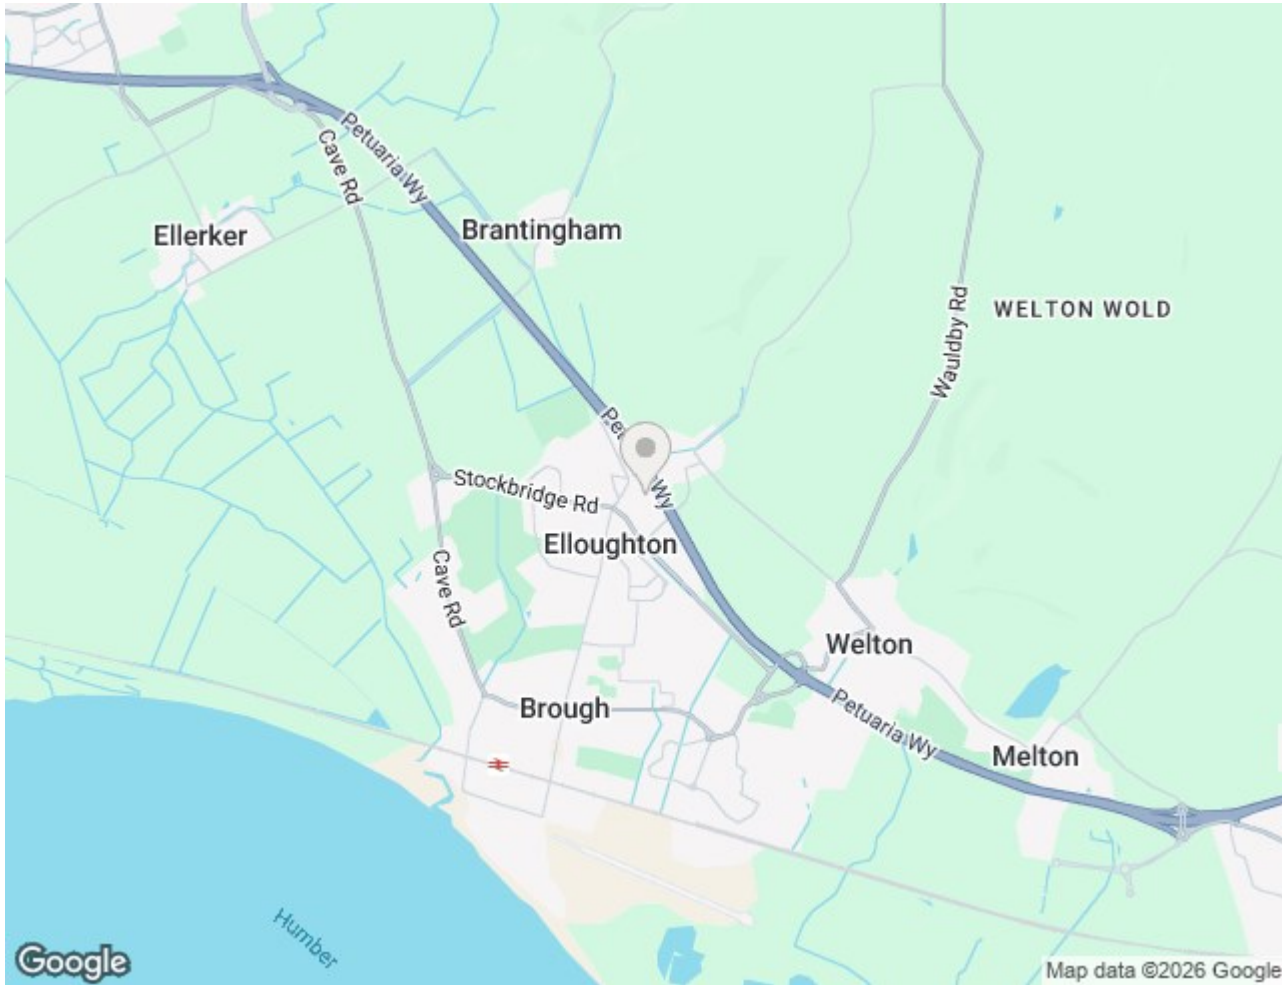 Petuaria Wy
Cave Rd
Ellerker
Brantingham
WELTON WOLD
Wauldby Rd
Pet
Wy
Stockbridge Rd
Elloughton
Cave Rd
Welton
Brough
Petuaria Wy
Melton
Humber
Google
Map data ©2026 Google